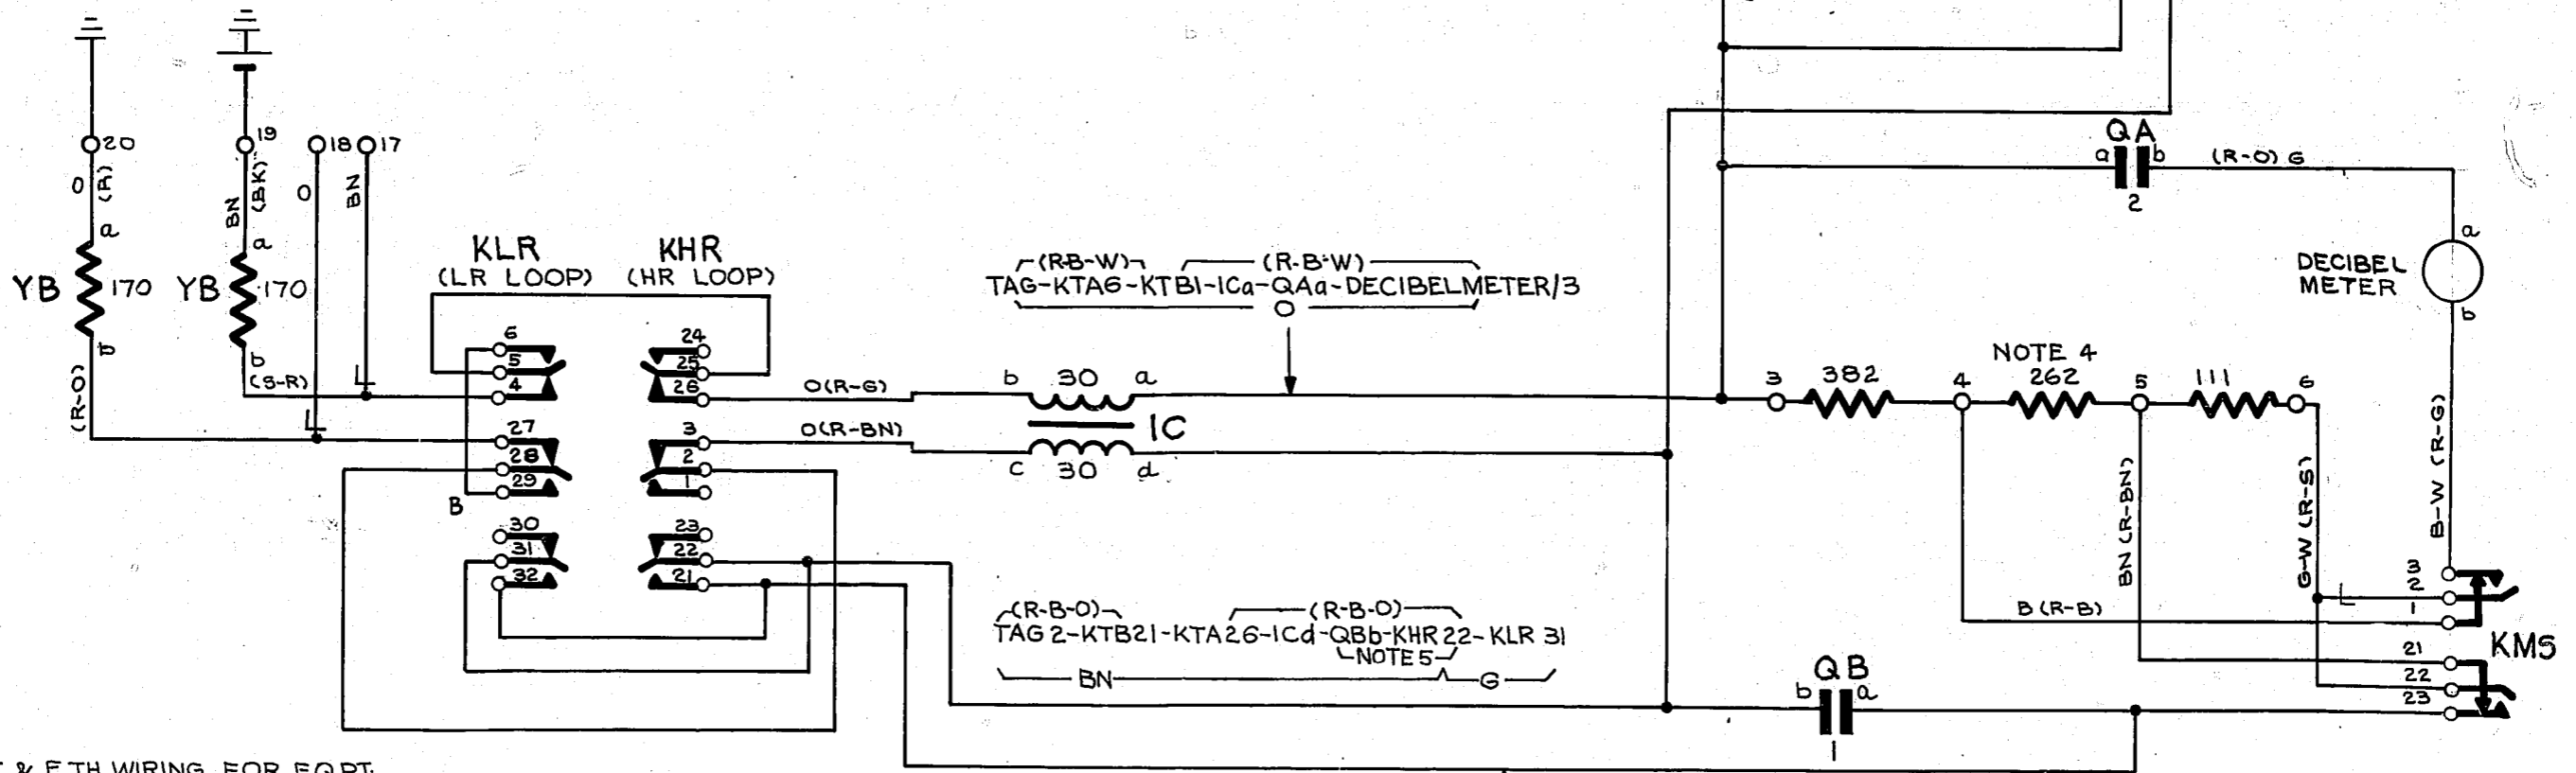 20
19
18
17
O
(R)
BN
(BK)
O
BN
a
a
YB
170
YB
170
b
b
(R-O)
(S-R)
KLR
(LR LOOP)
KHR
(HR LOOP)
6
5
4
27
28
29
B
30
31
32
24
25
26
3
2
1
23
22
21
O(R-G)
O(R-BN)
(R-B-W)
(R-B-W)
TAG-KTA6-KTB1-ICa-QAa-DECIBELMETER/3
O
b
30
a
IC
c
30
d
(R-B-O)
(R-B-O)
TAG 2-KTB21-KTA26-ICd-QBb-KHR22-KLR 31
NOTE 5
BN
G
QA
a
b
2
(R-O) G
a
DECIBEL
METER
b
3
382
4
NOTE 4
262
5
111
6
BN (R-BN)
G-W (R-S)
B-W (R-G)
B (R-B)
3
2
1
21
22
23
KMS
QB
b
a
1